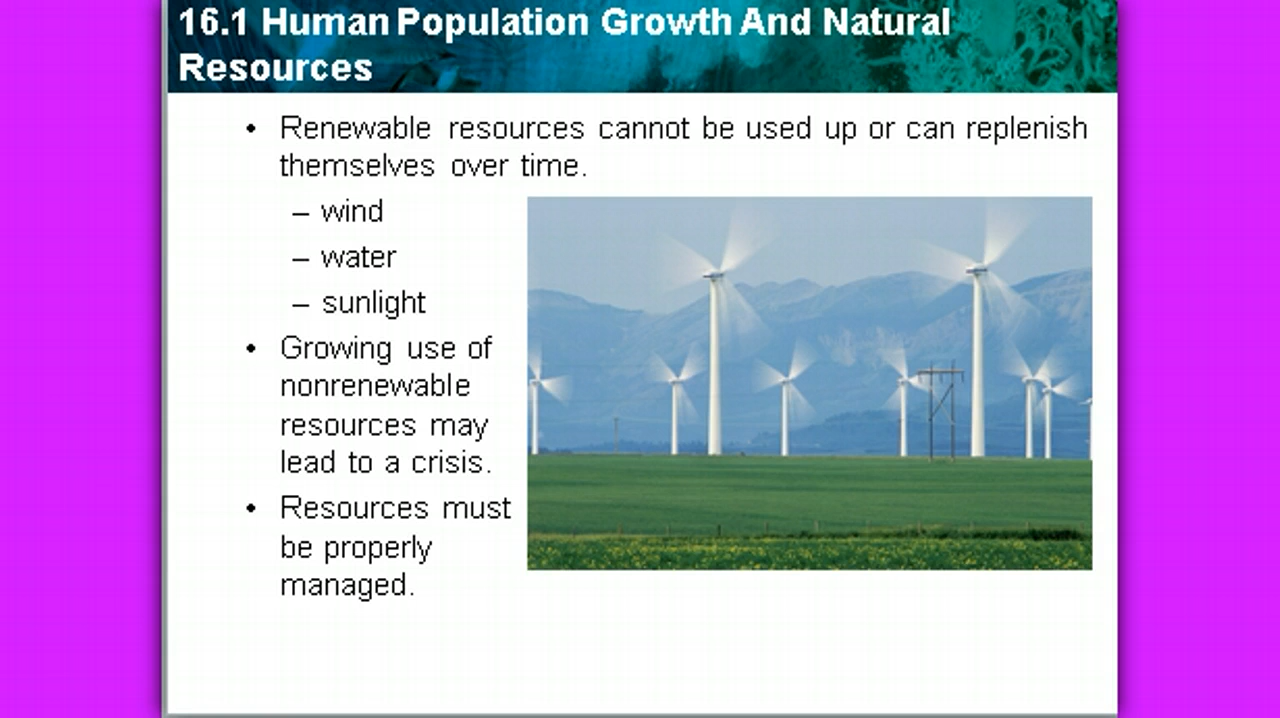 16.1 Human Population Growth And Natural
Resources
• Renewable resources cannot be used up or can replenish
themselves over time.
– wind
– water
– sunlight
• Growing use of
nonrenewable
resources may
lead to a crisis.
• Resources must
be properly
managed.